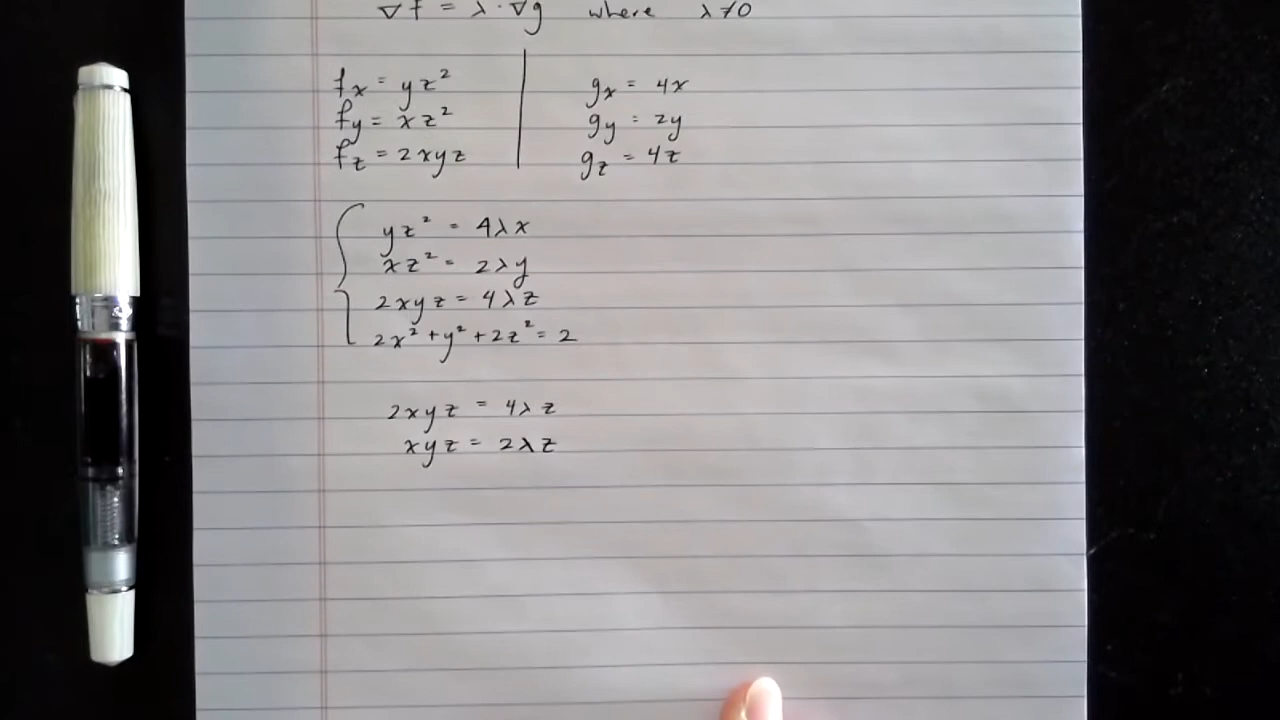 ∇f = λ · ∇g where λ≠0
fx = yz² gx = 4x
fy = xz² gy = 2y
fz = 2xyz gz = 4z
yz² = 4λx
xz² = 2λy
2xyz = 4λz
2x² + y² + 2z² = 2
2xyz = 4λz
xyz = 2λz